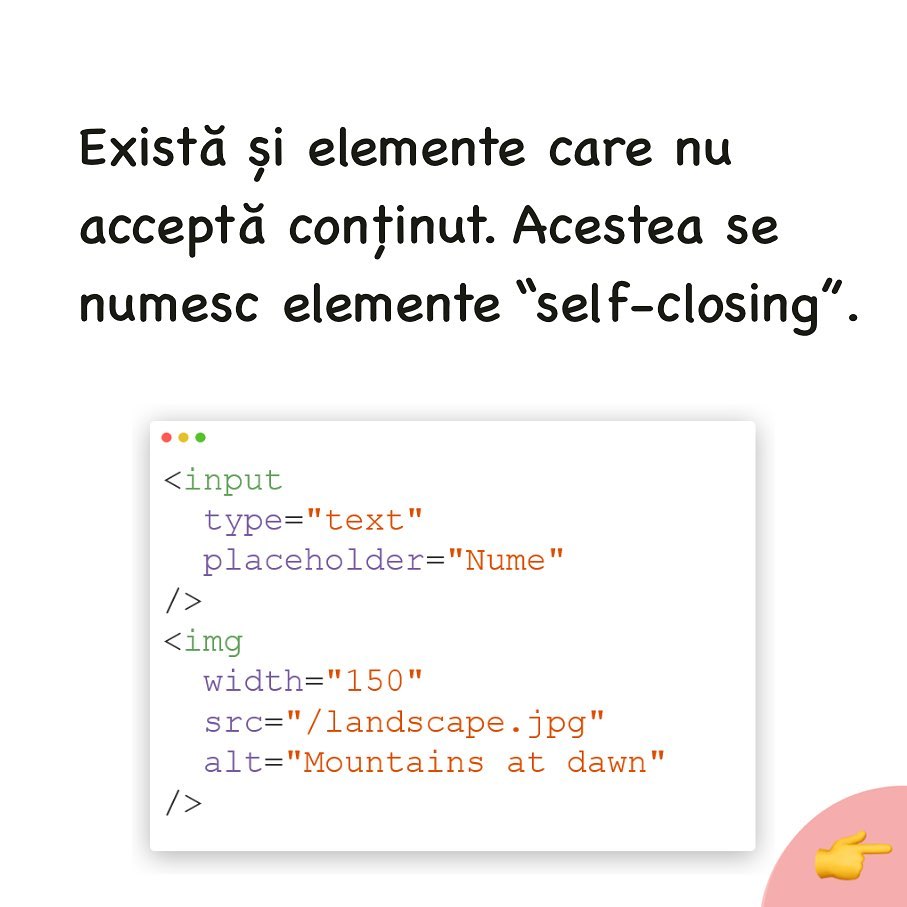 Există și elemente care nu
acceptă conținut. Acestea se
numesc elemente “self-closing”.
<input
  type="text"
  placeholder="Nume"
/>
<img
  width="150"
  src="/landscape.jpg"
  alt="Mountains at dawn"
/>